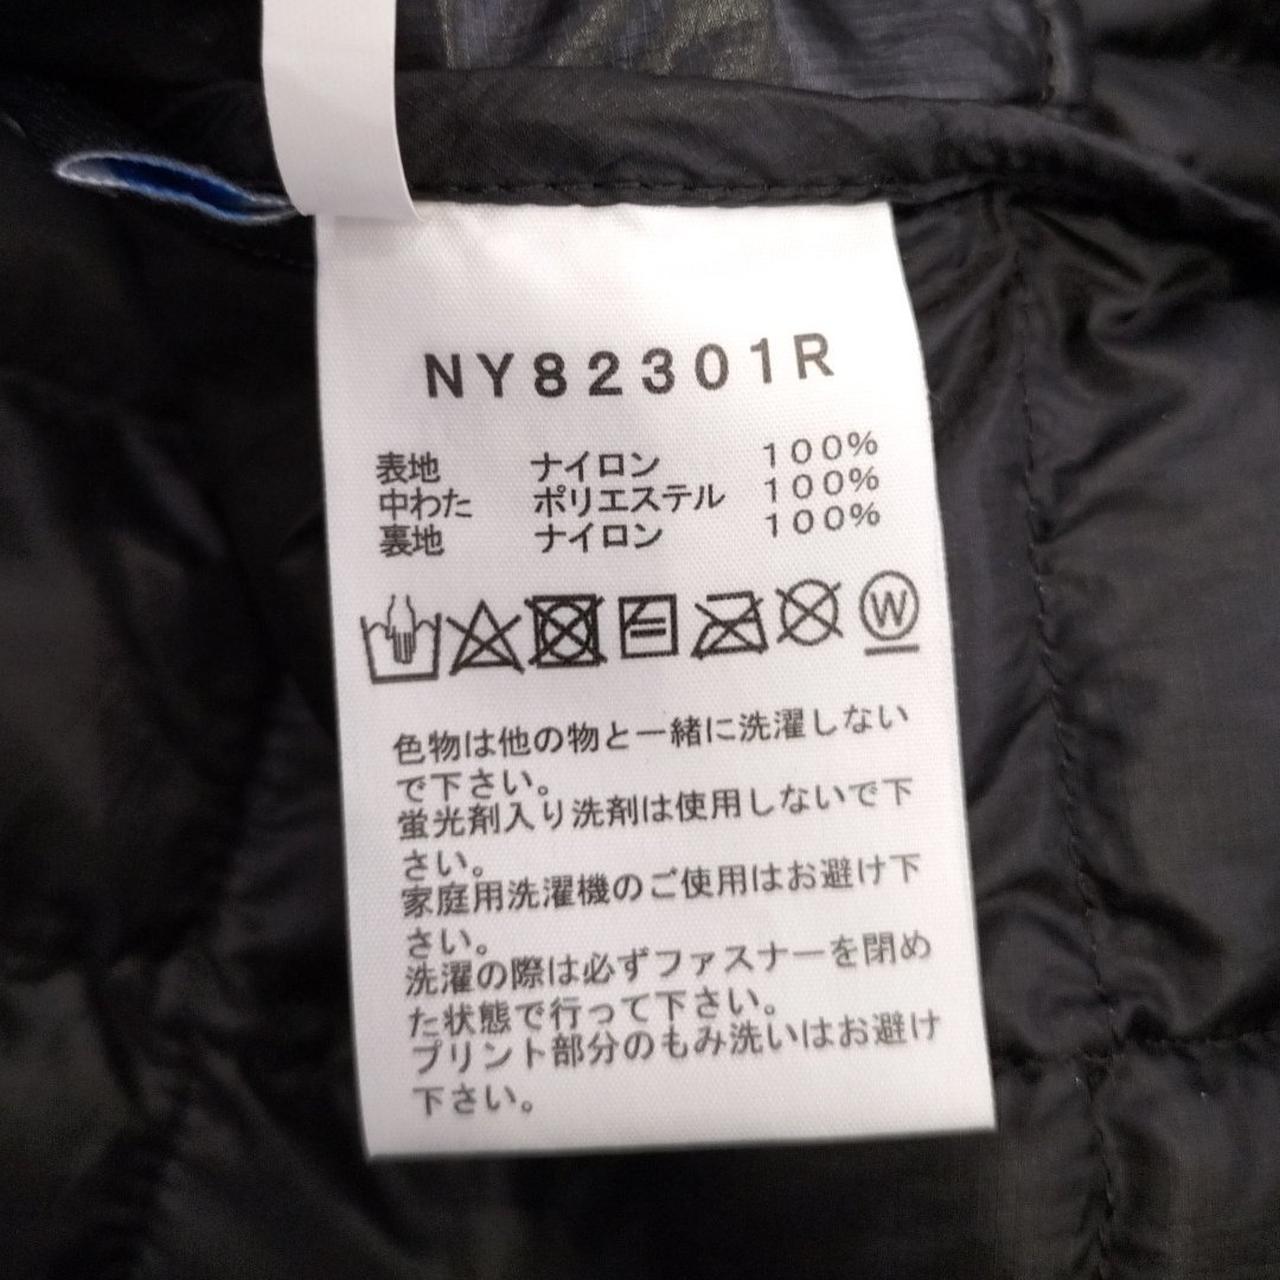 NY82301R
表地 ナイロン 100%
中わた ポリエステル 100%
裏地 ナイロン 100%
W
色物は他の物と一緒に洗濯しない
で下さい。
蛍光剤入り洗剤は使用しないで下
さい。
家庭用洗濯機のご使用はお避け下
さい。
洗濯の際は必ずファスナーを閉め
た状態で行って下さい。
プリント部分のもみ洗いはお避け
下さい。